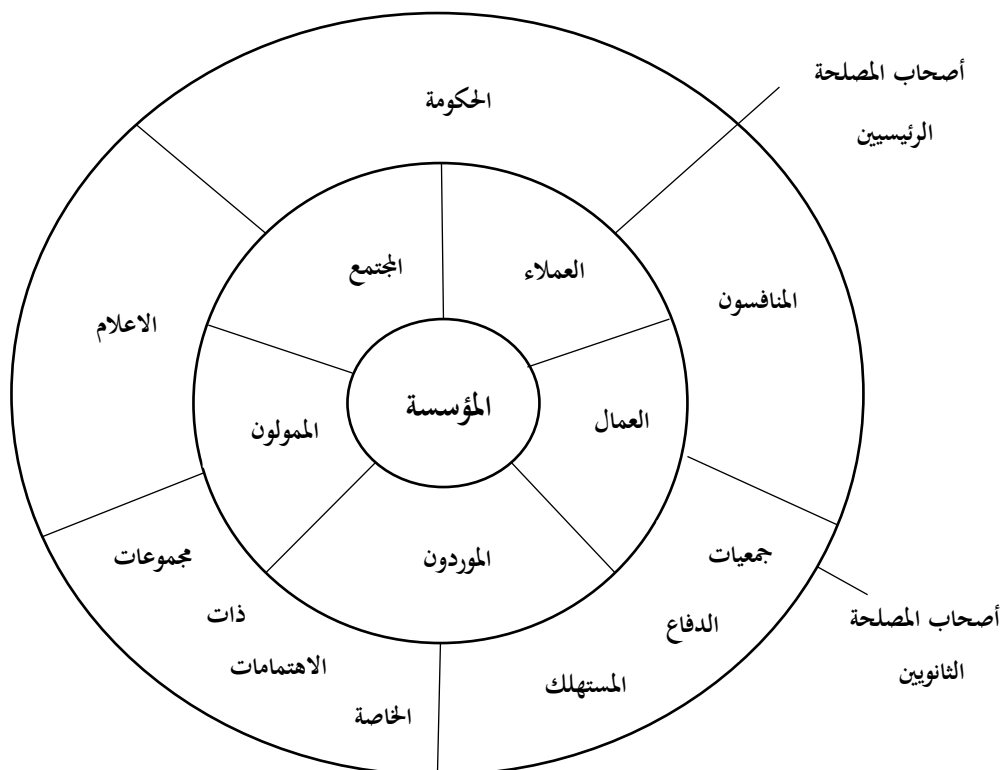 أصحاب المصلحة
الرئيسيين
الحكومة
المجتمع
العملاء
المنافسون
الاعلام
المؤسسة
العمال
الممولون
الموردون
جمعيات
الدفاع
المستهلك
مجموعات
ذات
الاهتمامات
الخاصة
أصحاب المصلحة
الثانويين